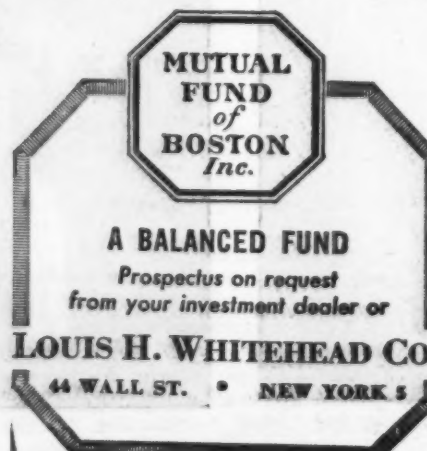 MUTUAL
FUND
of
BOSTON
Inc.
A BALANCED FUND
Prospectus on request
from your investment dealer or
LOUIS H. WHITEHEAD CO
44 WALL ST. • NEW YORK 5